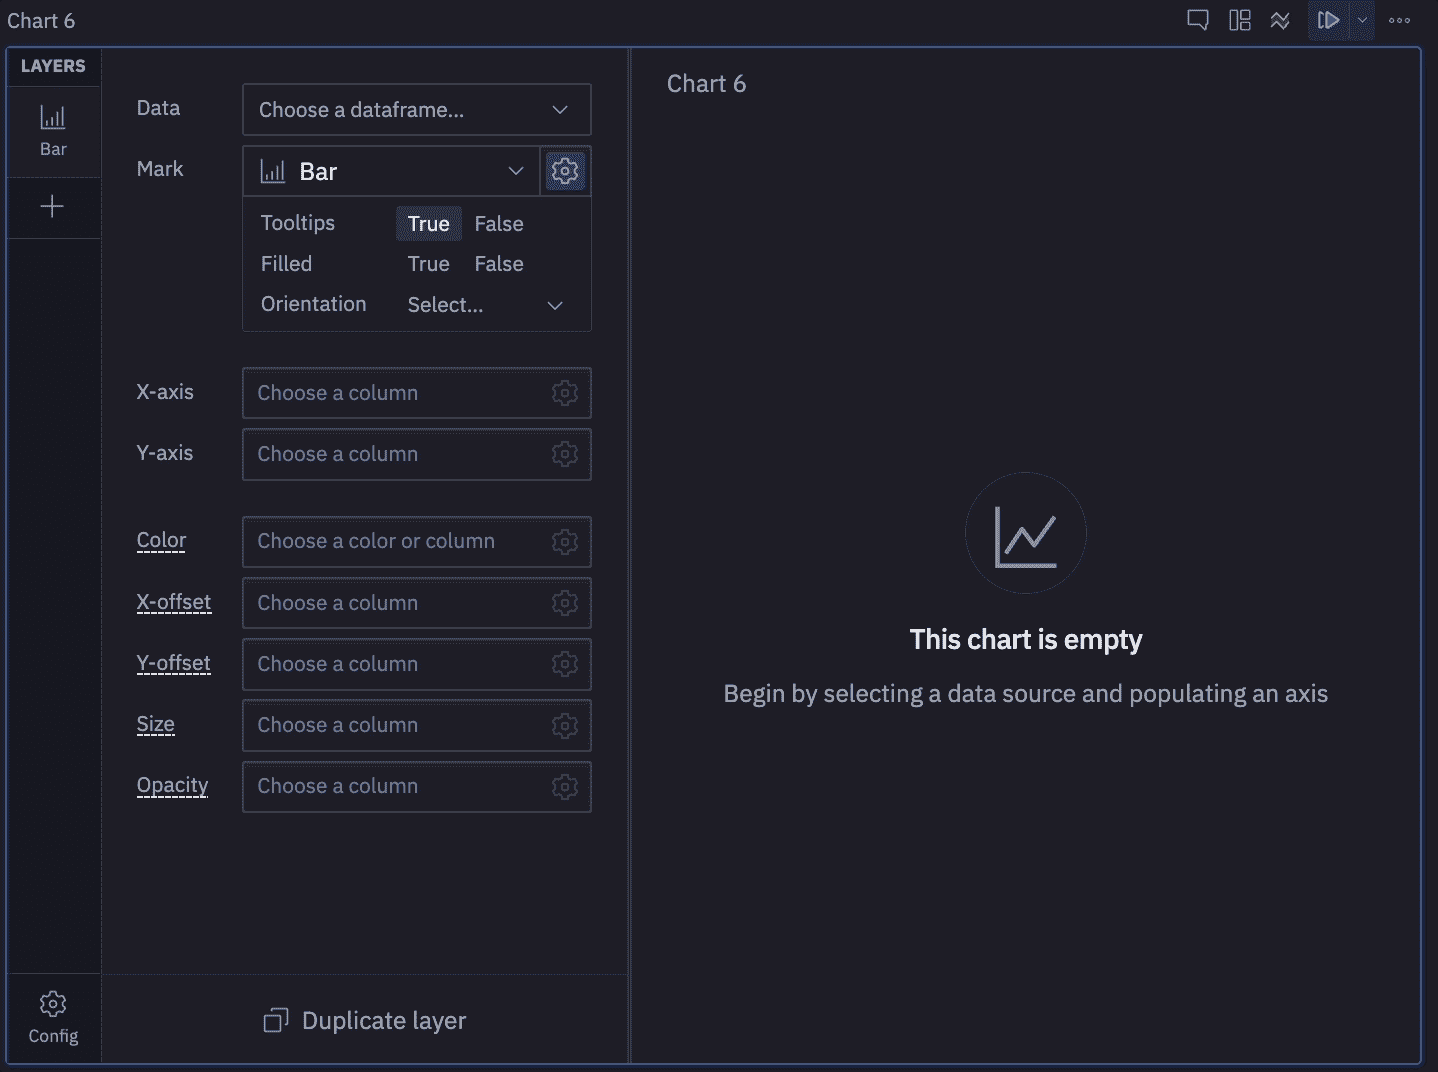 Chart 6
LAYERS
Bar
Config
Data
Choose a dataframe...
Mark
Bar
Tooltips True False
Filled True False
Orientation Select...
X-axis Choose a column
Y-axis Choose a column
Color Choose a color or column
X-offset Choose a column
Y-offset Choose a column
Size Choose a column
Opacity Choose a column
Duplicate layer
Chart 6
This chart is empty
Begin by selecting a data source and populating an axis